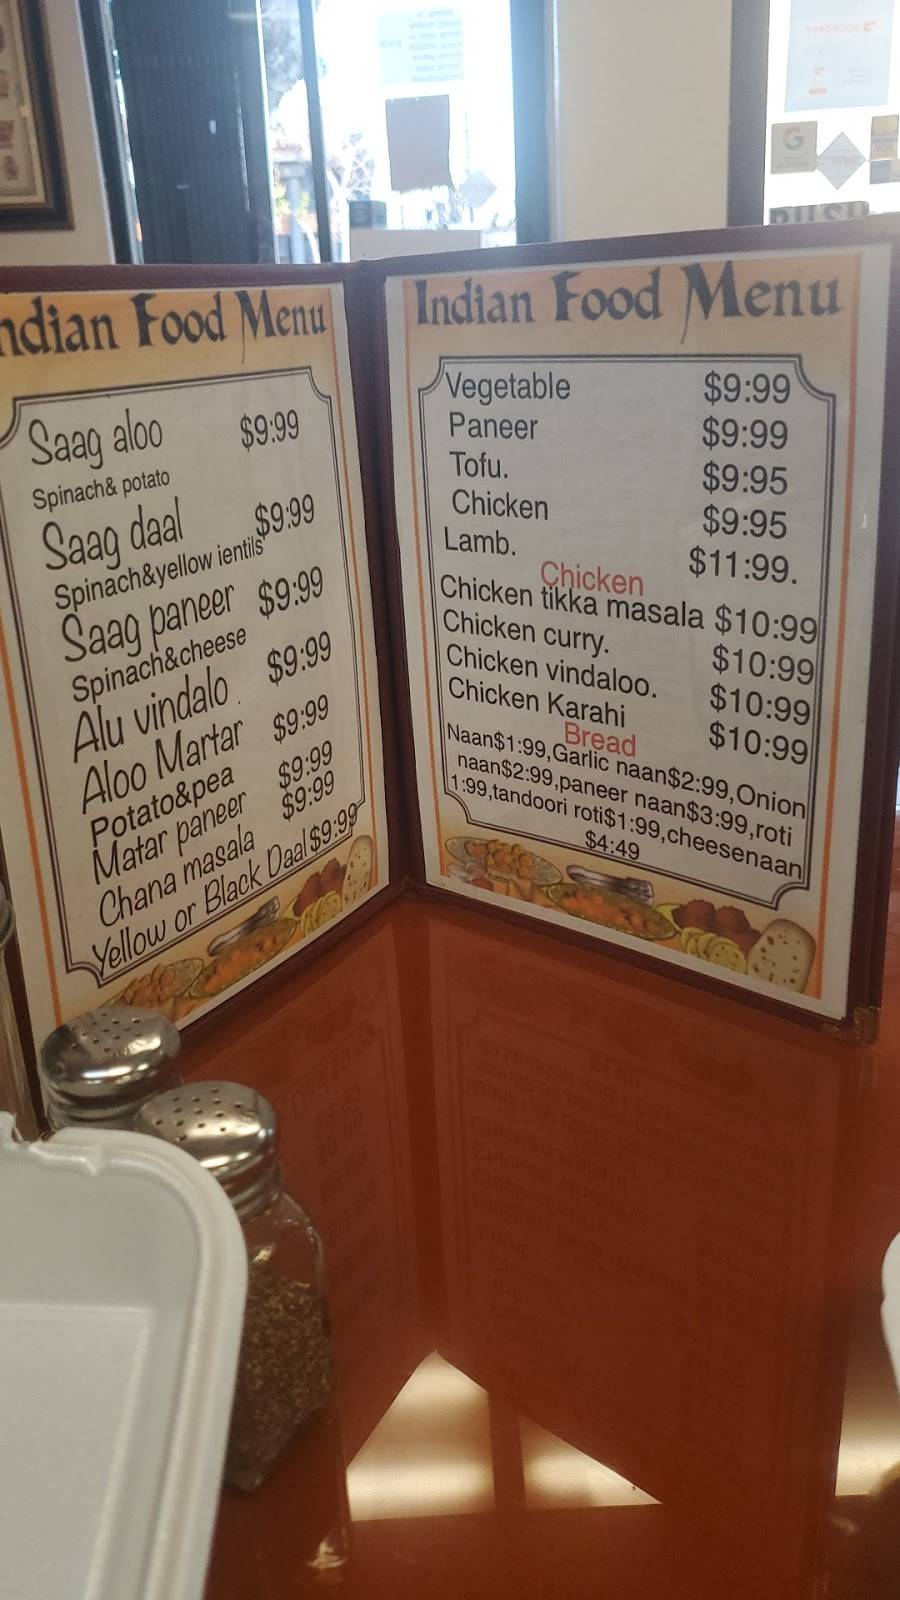 Indian Food Menu
Saag aloo $9:99
Spinach& potato
Saag daal $9:99
Spinach&yellow ientils
Saag paneer $9:99
Spinach&cheese
Alu vindalo. $9:99
Aloo Martar $9:99
Potato&pea
Matar paneer $9:99
Chana masala $9:99
Yellow or Black Daal $9:99
Indian Food Menu
Vegetable $9:99
Paneer $9:99
Tofu. $9:95
Chicken $9:95
Lamb. $11:99.
Chicken
Chicken tikka masala $10:99
Chicken curry. $10:99
Chicken vindaloo. $10:99
Chicken Karahi $10:99
Bread
Naan$1:99,Garlic naan$2:99,Onion
naan$2:99,paneer naan$3:99,roti
1:99,tandoori roti$1:99,cheesenaan
$4:49
PUSH